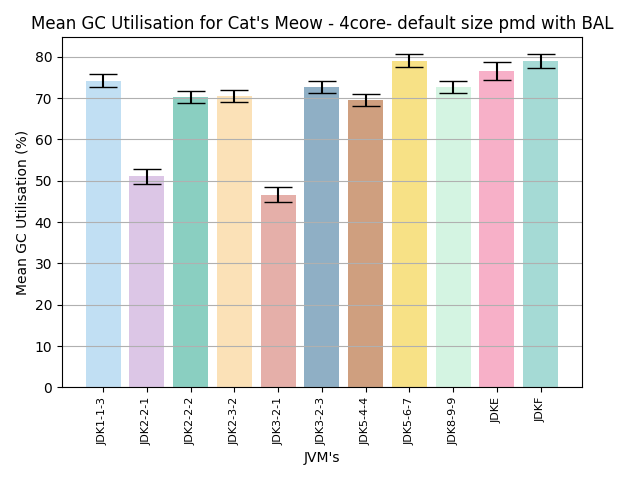 Mean GC Utilisation for Cat's Meow - 4core- default size pmd with BAL
Mean GC Utilisation (%)
80
70
60
50
40
30
20
10
0
JDK1-1-3
JDK2-2-1
JDK2-2-2
JDK2-3-2
JDK3-2-1
JDK3-2-3
JDK5-4-4
JDK5-6-7
JDK8-9-9
JDKE
JDKF
JVM's